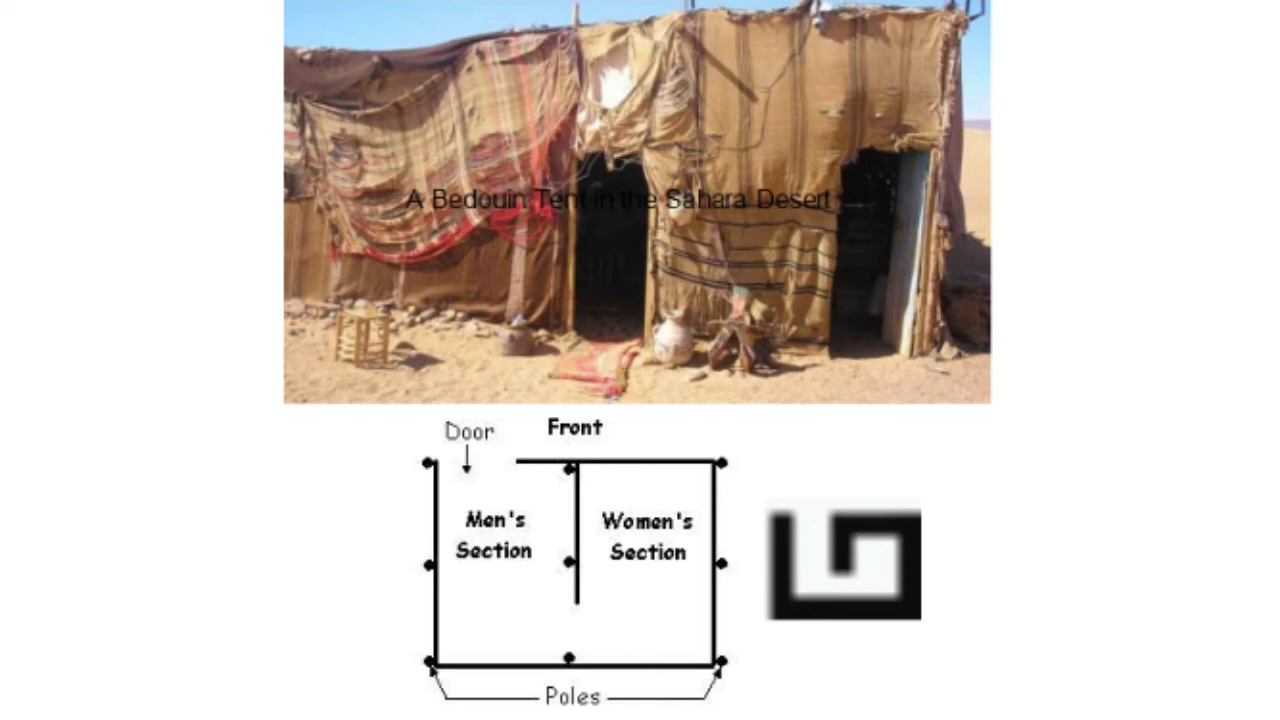 A Bedouin Tent in the Sahara Desert
Door
Front
Men's
Section
Women's
Section
Poles